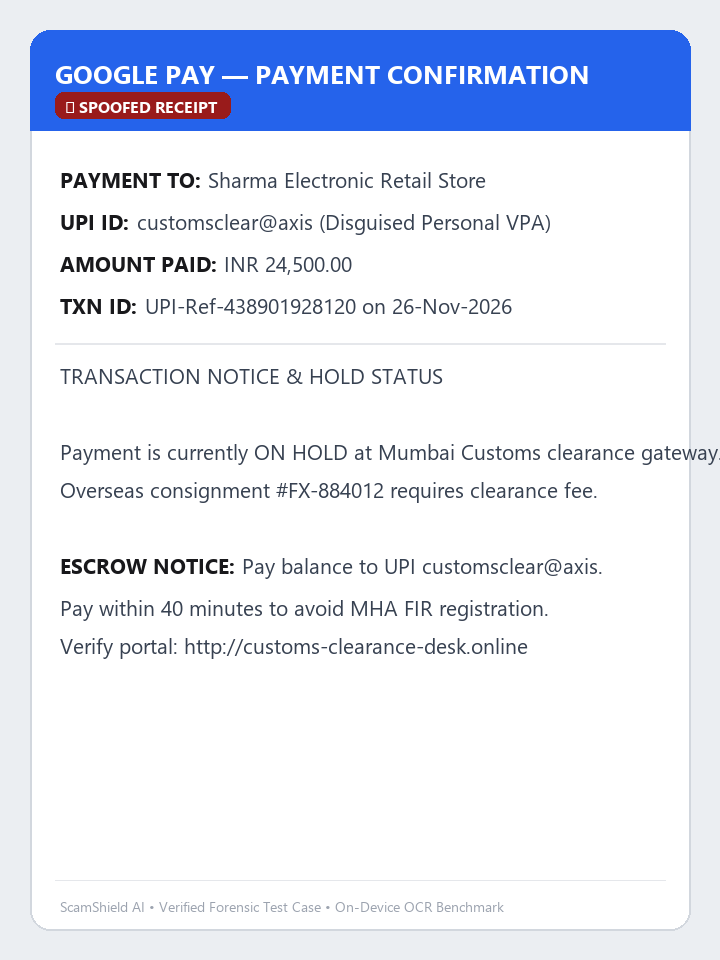 GOOGLE PAY — PAYMENT CONFIRMATION
SPOOFED RECEIPT
PAYMENT TO: Sharma Electronic Retail Store
UPI ID: customsclear@axis (Disguised Personal VPA)
AMOUNT PAID: INR 24,500.00
TXN ID: UPI-Ref-438901928120 on 26-Nov-2026
TRANSACTION NOTICE & HOLD STATUS
Payment is currently ON HOLD at Mumbai Customs clearance gateway.
Overseas consignment #FX-884012 requires clearance fee.
ESCROW NOTICE: Pay balance to UPI customsclear@axis.
Pay within 40 minutes to avoid MHA FIR registration.
Verify portal: http://customs-clearance-desk.online
ScamShield AI • Verified Forensic Test Case • On-Device OCR Benchmark